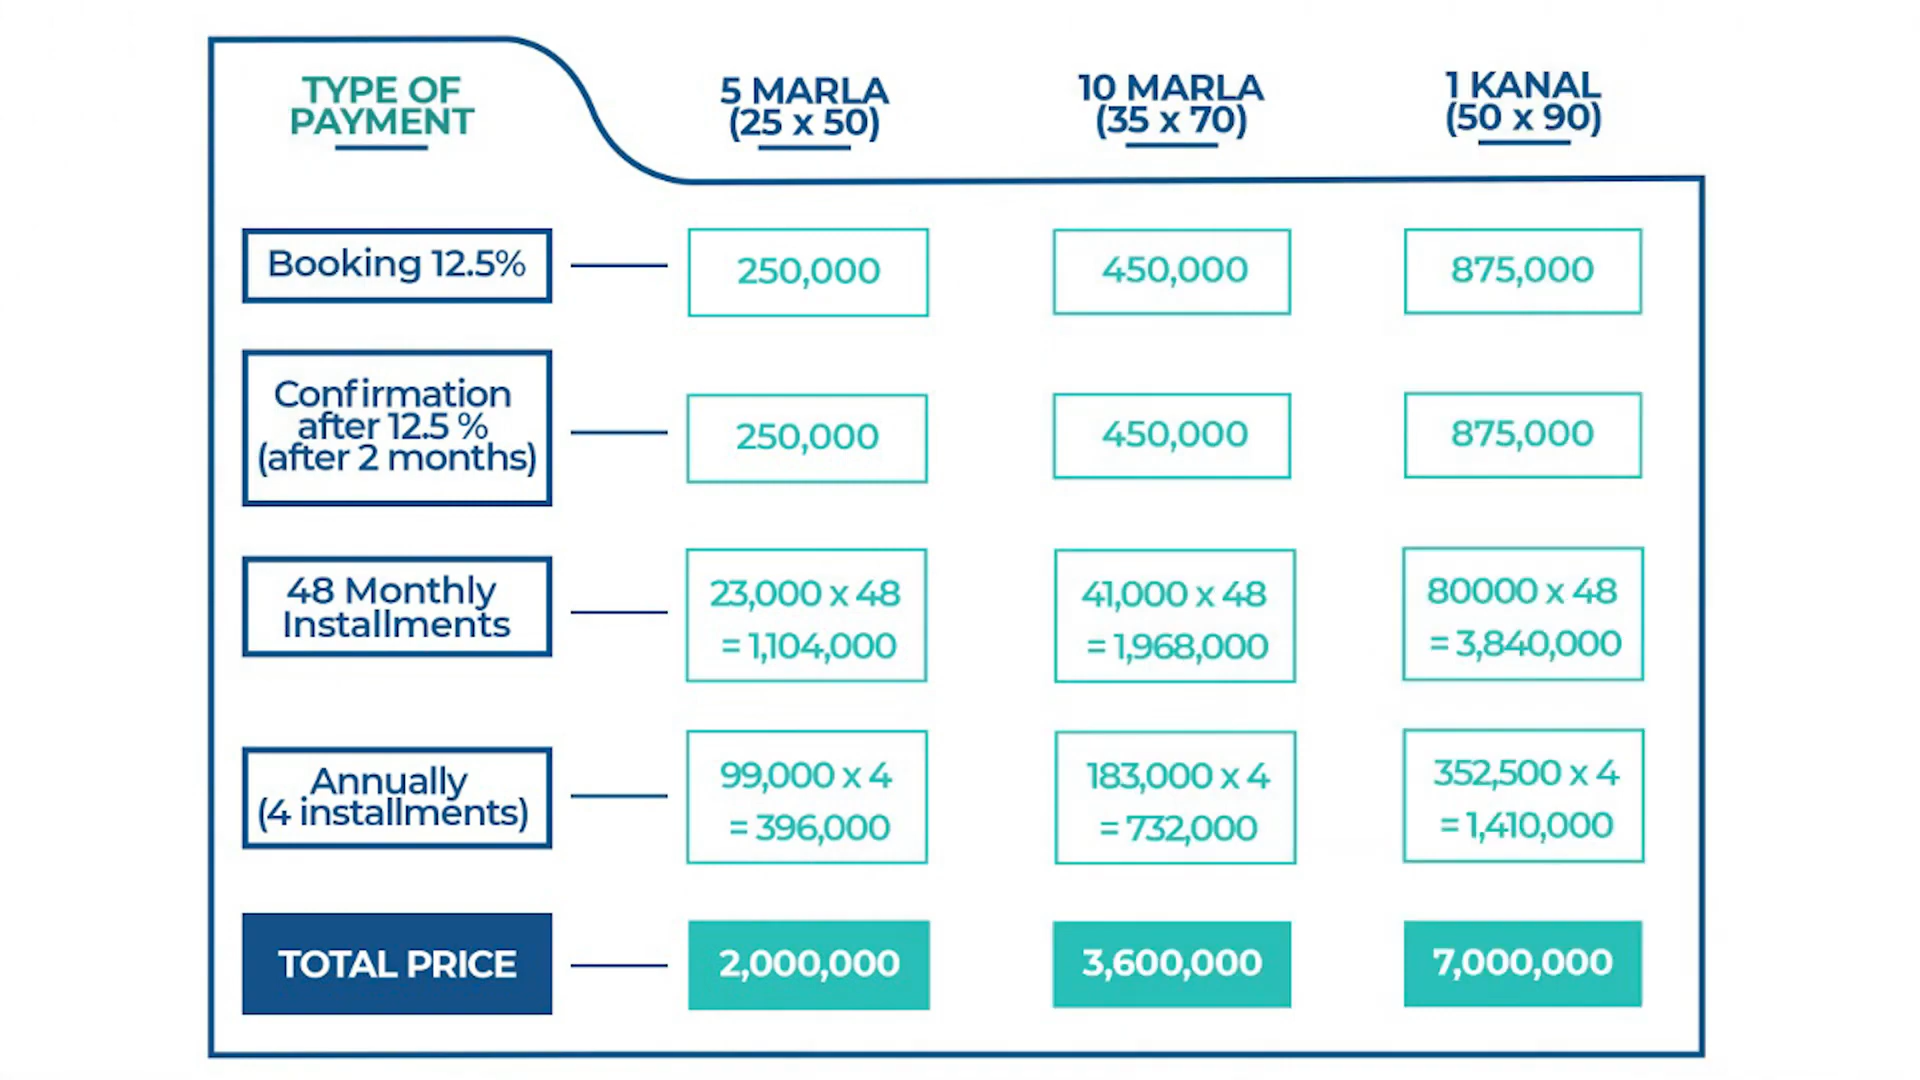 TYPE OF
PAYMENT
5 MARLA
(25 x 50)
10 MARLA
(35 x 70)
1 KANAL
(50 x 90)
Booking 12.5%
250,000
450,000
875,000
Confirmation
after 12.5 %
(after 2 months)
250,000
450,000
875,000
48 Monthly
Installments
23,000 x 48
= 1,104,000
41,000 x 48
= 1,968,000
80000 x 48
= 3,840,000
Annually
(4 installments)
99,000 x 4
= 396,000
183,000 x 4
= 732,000
352,500 x 4
= 1,410,000
TOTAL PRICE
2,000,000
3,600,000
7,000,000